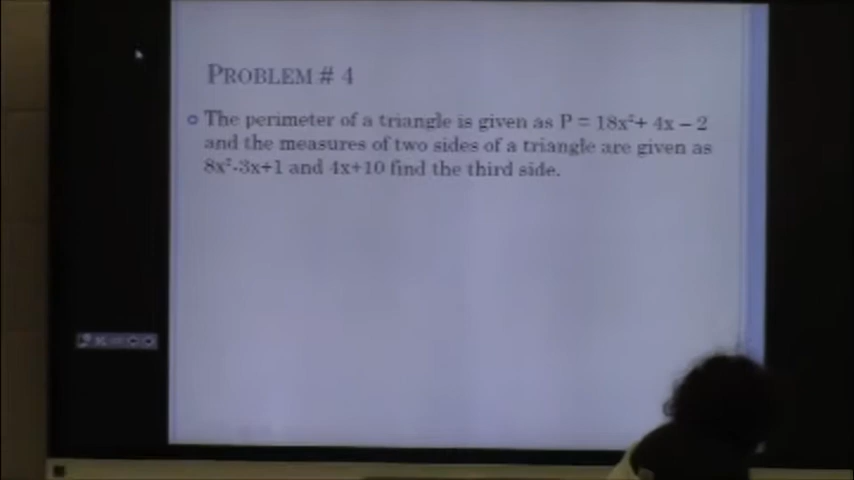 PROBLEM # 4
The perimeter of a triangle is given as P = 18x²+ 4x – 2
and the measures of two sides of a triangle are given as
8x²-3x+1 and 4x+10 find the third side.